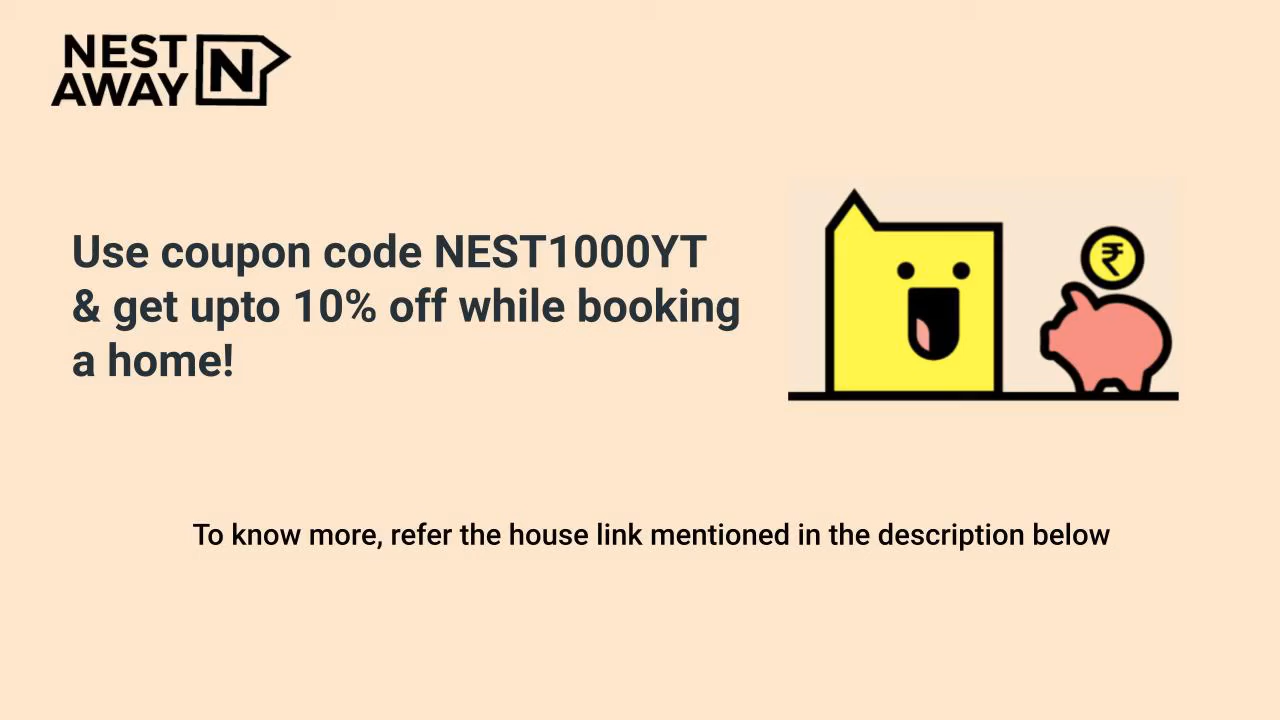 NEST
AWAY N
Use coupon code NEST1000YT
& get upto 10% off while booking
a home!
₹
To know more, refer the house link mentioned in the description below